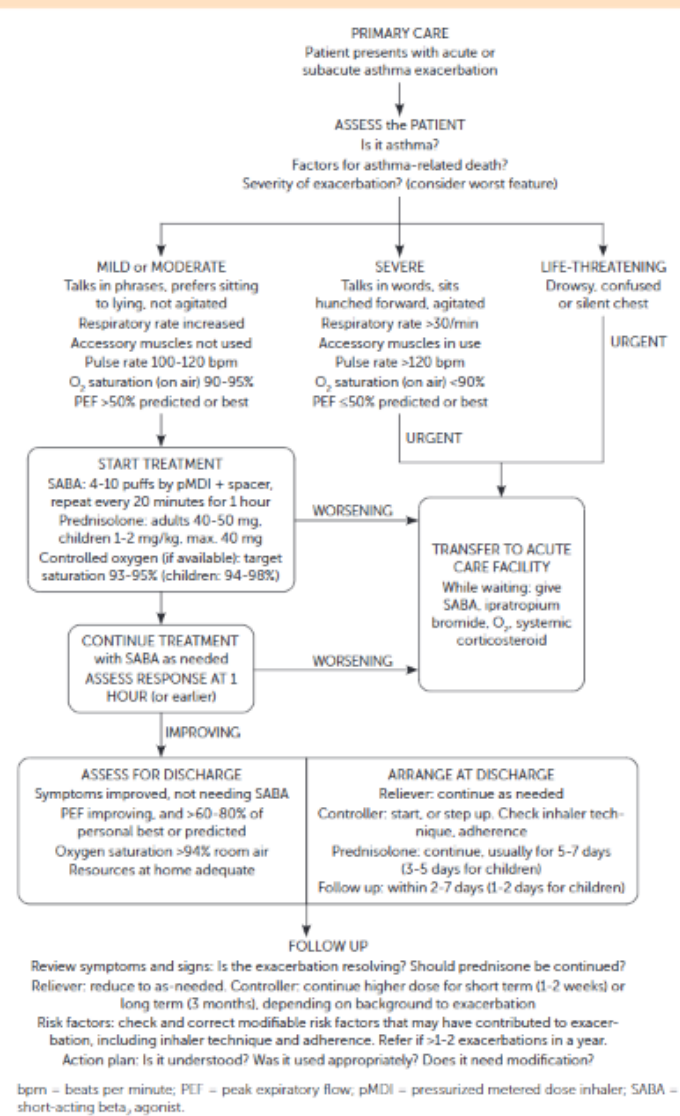 PRIMARY CARE
Patient presents with acute or
subacute asthma exacerbation
ASSESS the PATIENT
Is it asthma?
Factors for asthma-related death?
Severity of exacerbation? (consider worst feature)
MILD or MODERATE
Talks in phrases, prefers sitting
to lying, not agitated
Respiratory rate increased
Accessory muscles not used
Pulse rate 100-120 bpm
O₂ saturation (on air) 90-95%
PEF >50% predicted or best
SEVERE
Talks in words, sits
hunched forward, agitated
Respiratory rate >30/min
Accessory muscles in use
Pulse rate >120 bpm
O₂ saturation (on air) <90%
PEF ≤50% predicted or best
LIFE-THREATENING
Drowsy, confused
or silent chest
URGENT
URGENT
START TREATMENT
SABA: 4-10 puffs by pMDI + spacer,
repeat every 20 minutes for 1 hour
Prednisolone: adults 40-50 mg,
children 1-2 mg/kg, max. 40 mg
Controlled oxygen (if available): target
saturation 93-95% (children: 94-98%)
WORSENING
TRANSFER TO ACUTE
CARE FACILITY
While waiting: give
SABA, ipratropium
bromide, O₂, systemic
corticosteroid
CONTINUE TREATMENT
with SABA as needed
ASSESS RESPONSE AT 1
HOUR (or earlier)
WORSENING
IMPROVING
ASSESS FOR DISCHARGE
Symptoms improved, not needing SABA
PEF improving, and >60-80% of
personal best or predicted
Oxygen saturation >94% room air
Resources at home adequate
ARRANGE AT DISCHARGE
Reliever: continue as needed
Controller: start, or step up. Check inhaler tech-
nique, adherence
Prednisolone: continue, usually for 5-7 days
(3-5 days for children)
Follow up: within 2-7 days (1-2 days for children)
FOLLOW UP
Review symptoms and signs: Is the exacerbation resolving? Should prednisone be continued?
Reliever: reduce to as-needed. Controller: continue higher dose for short term (1-2 weeks) or
long term (3 months), depending on background to exacerbation
Risk factors: check and correct modifiable risk factors that may have contributed to exacer-
bation, including inhaler technique and adherence. Refer if >1-2 exacerbations in a year.
Action plan: Is it understood? Was it used appropriately? Does it need modification?
bpm = beats per minute; PEF = peak expiratory flow; pMDI = pressurized metered dose inhaler; SABA =
short-acting beta₂ agonist.